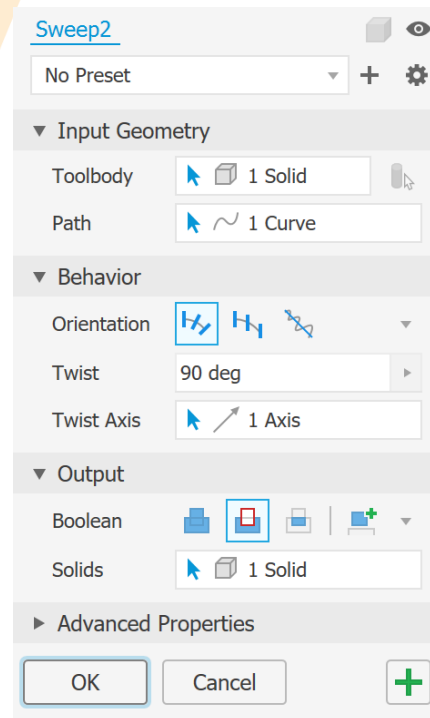 Sweep2
No Preset
Input Geometry
Toolbody 1 Solid
Path 1 Curve
Behavior
Orientation
Twist 90 deg
Twist Axis 1 Axis
Output
Boolean
Solids 1 Solid
Advanced Properties
OK Cancel